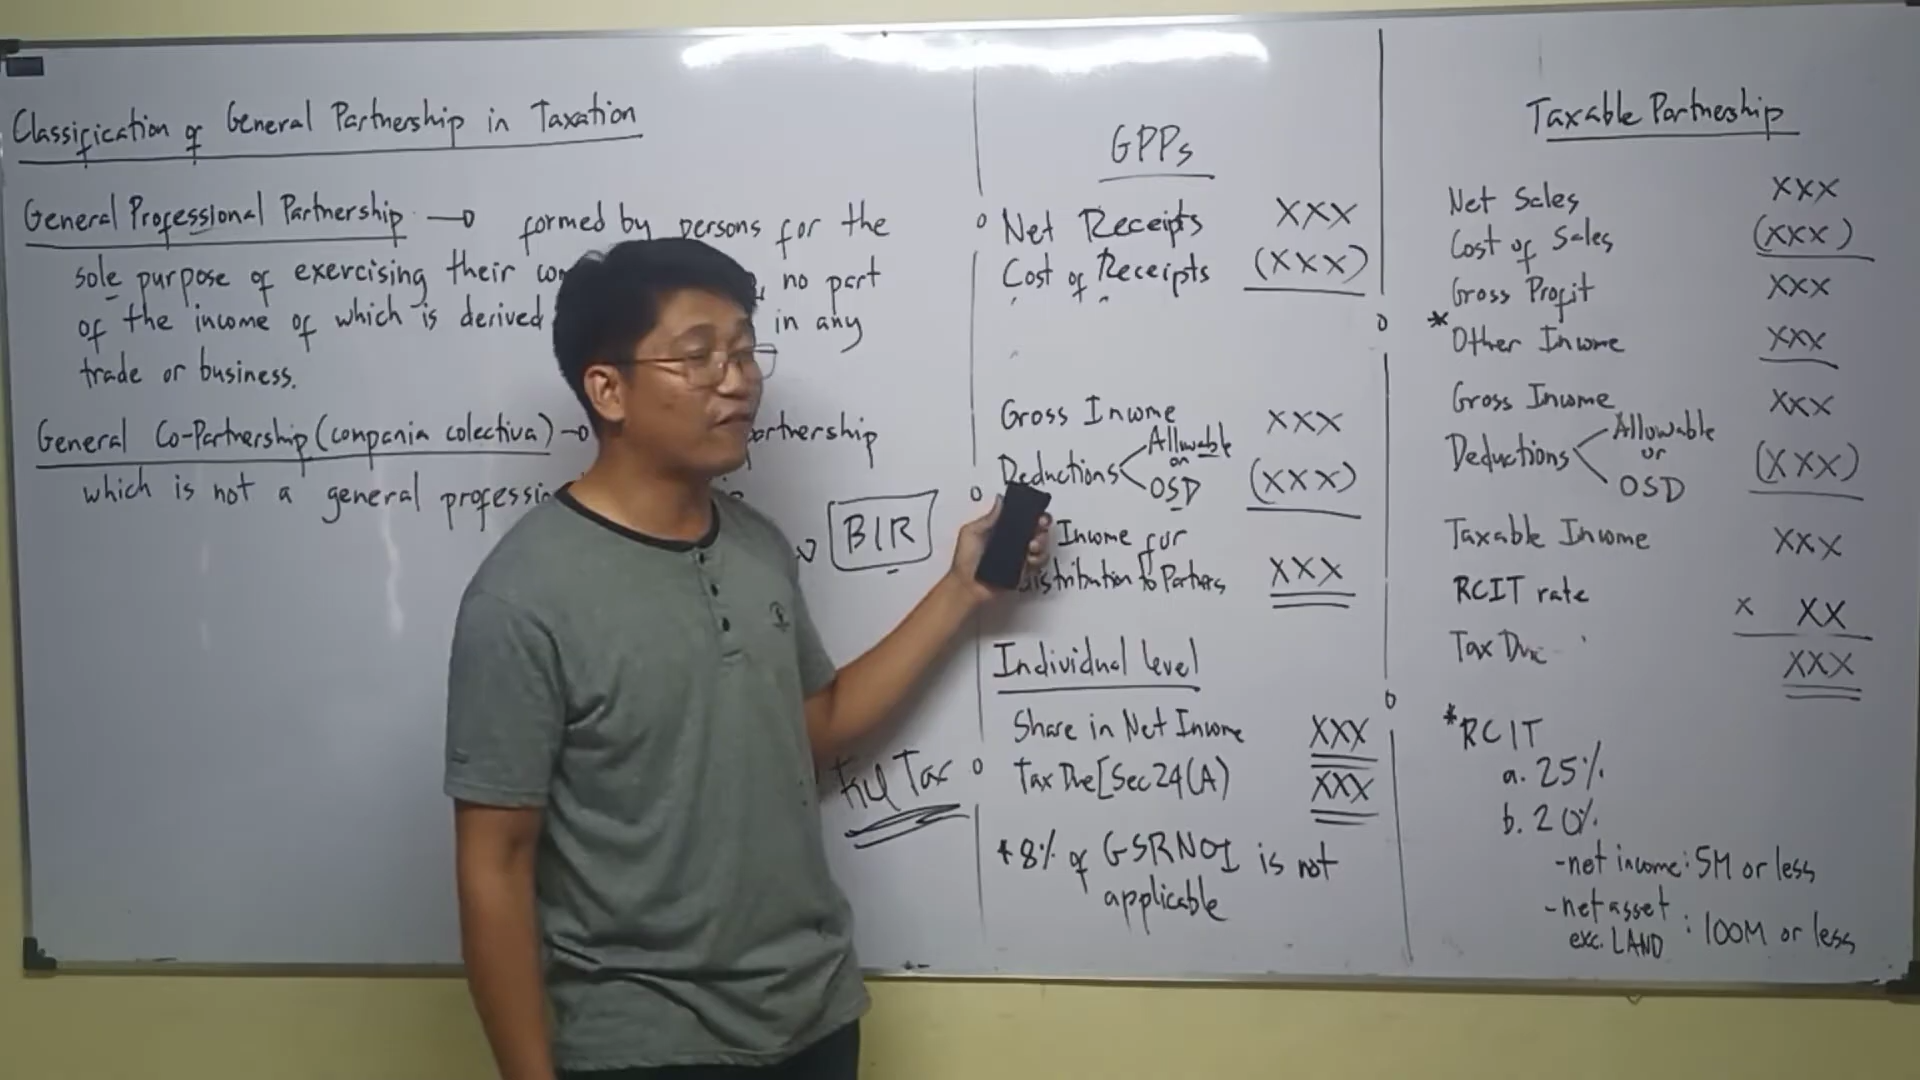 Classification of General Partnership in Taxation
General Professional Partnership → formed by persons for the
sole purpose of exercising their no part
of the income of which is derived in any
trade or business.
General Co-Partnership (compania colectiva) → partnership
which is not a general
BIR
Tax
GPPs
Net Receipts XXX
Cost of Receipts (XXX)
Gross Income XXX
Deductions < Allowable or OSD (XXX)
Income for
Distribution to Partners XXX
Individual level
Share in Net Income XXX
Tax Due [Sec 24(A) XXX
*8% of GSRNOI is not
applicable
Taxable Partnership
Net Sales XXX
Cost of Sales (XXX)
Gross Profit XXX
* Other Income XXX
Gross Income XXX
Deductions < Allowable or OSD (XXX)
Taxable Income XXX
RCIT rate x XX
Tax Due XXX
*RCIT
a. 25%
b. 20%
-net income: 5M or less
-net asset
exc. LAND : 100M or less